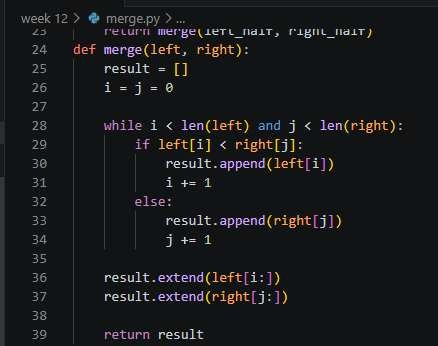 week 12 > merge.py > ...
23 return merge(left_half, right_half)
24 def merge(left, right):
25 result = []
26 i = j = 0
27
28 while i < len(left) and j < len(right):
29 if left[i] < right[j]:
30 result.append(left[i])
31 i += 1
32 else:
33 result.append(right[j])
34 j += 1
35
36 result.extend(left[i:])
37 result.extend(right[j:])
38
39 return result